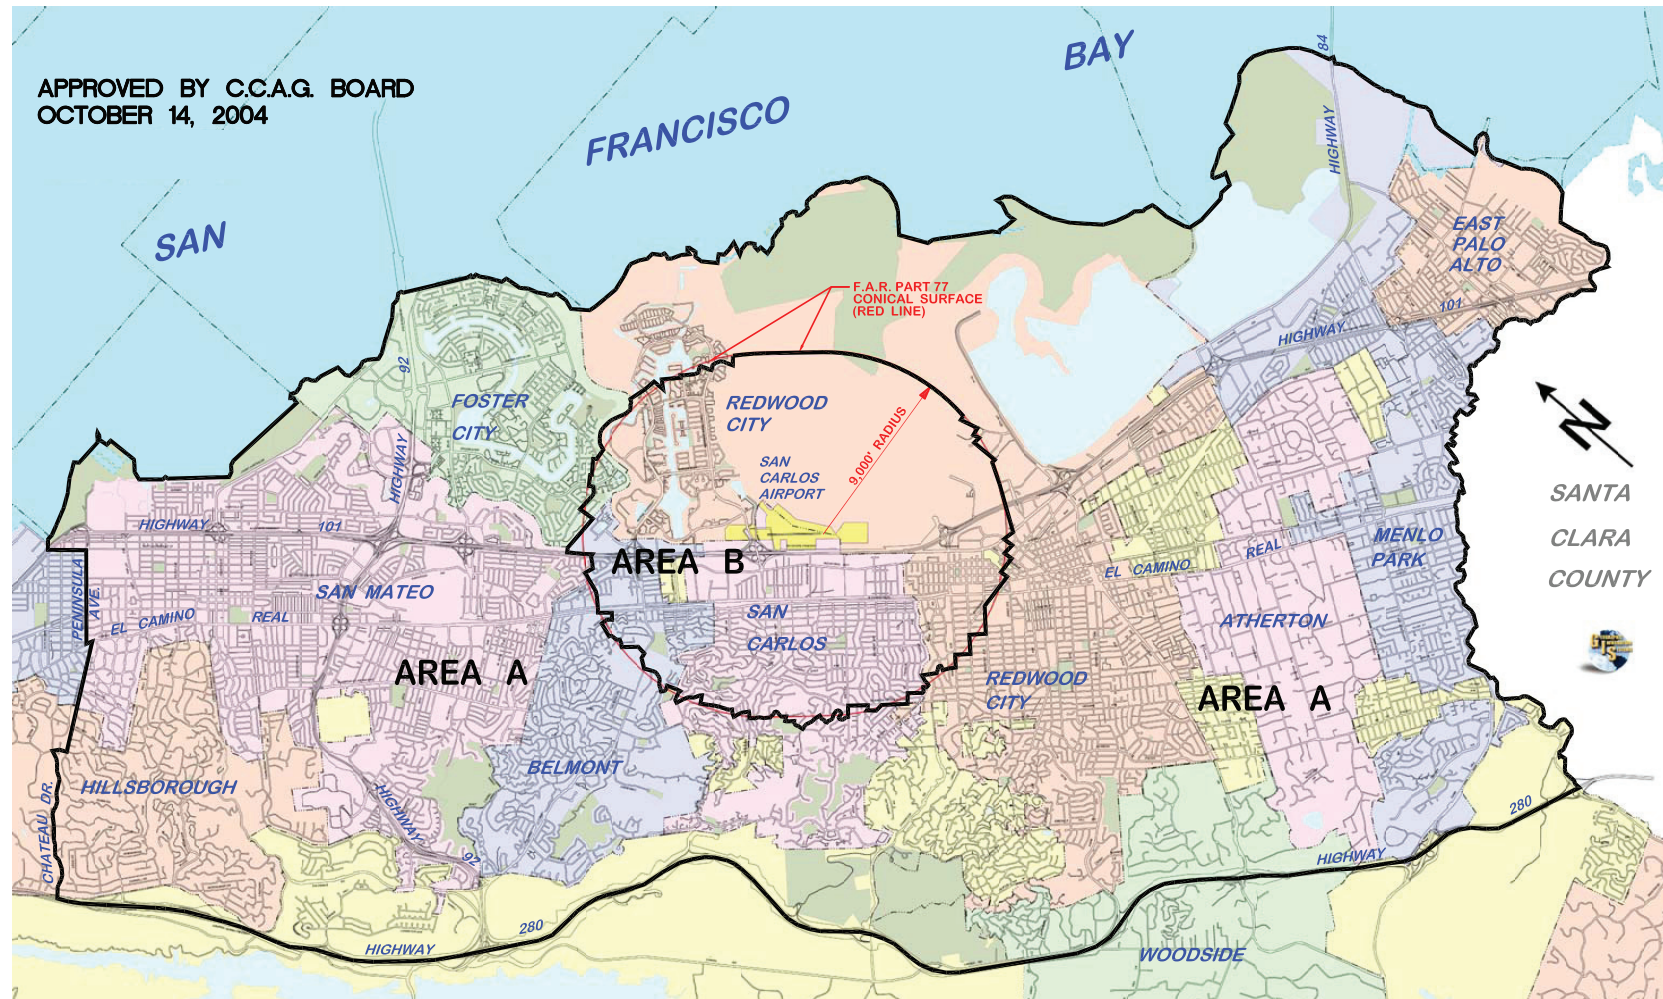 APPROVED BY C.C.A.G. BOARD
OCTOBER 14, 2004
SAN
FRANCISCO
BAY
84
HIGHWAY
EAST
PALO
ALTO
101
HIGHWAY
F.A.R. PART 77
CONICAL SURFACE
(RED LINE)
92
FOSTER
CITY
HIGHWAY
REDWOOD
CITY
9,000' RADIUS
SAN
CARLOS
AIRPORT
N
SANTA
CLARA
COUNTY
HIGHWAY
101
PENINSULA
AVE.
SAN MATEO
EL CAMINO
REAL
AREA B
SAN
CARLOS
EL CAMINO
REAL
MENLO
PARK
ATHERTON
GTS
AREA A
REDWOOD
CITY
AREA A
HILLSBOROUGH
BELMONT
CHATEAU DR.
HIGHWAY
92
HIGHWAY
280
HIGHWAY
280
WOODSIDE